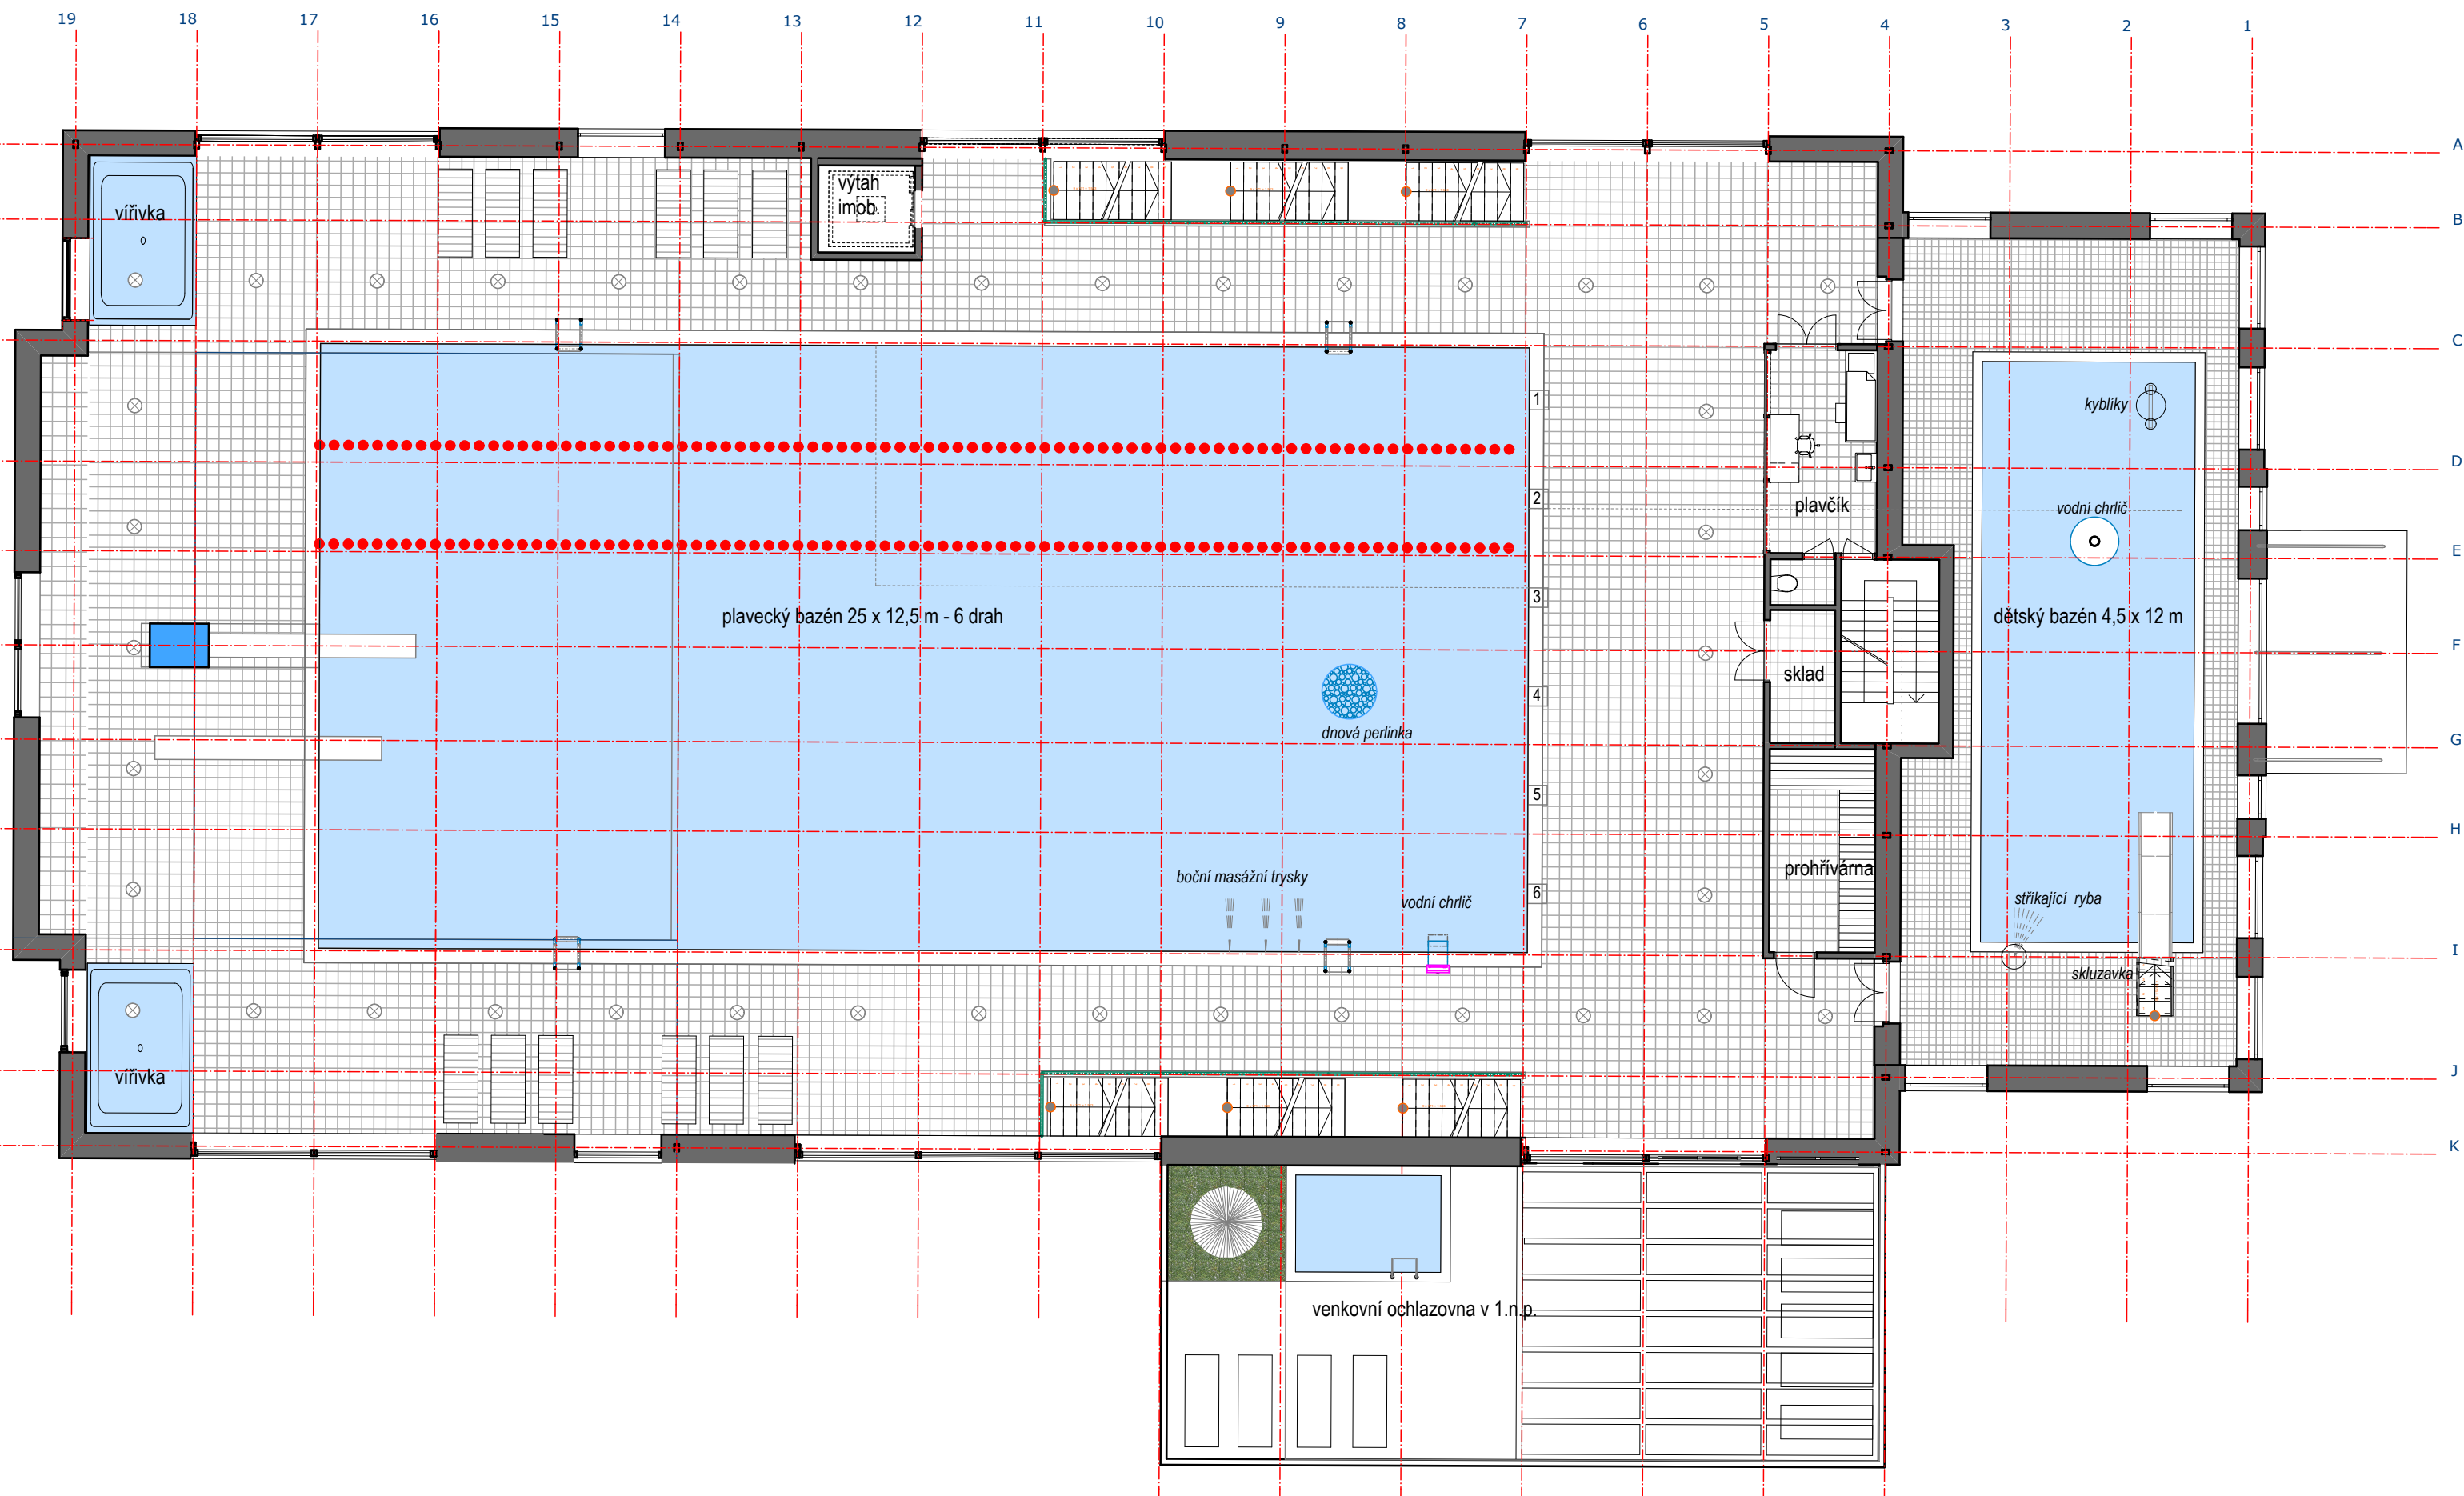 19 18 17 16 15 14 13 12 11 10 9 8 7 6 5 4 3 2 1
A
výtah
imob.
vířivka
B
C
1
kyblíky
D
2
plavčík
vodní chrlič
E
3
plavecký bazén 25 x 12,5 m - 6 drah
dětský bazén 4,5 x 12 m
F
sklad
4
dnová perlinka
G
5
H
prohřívárna
boční masážní trysky
6
vodní chrlič
stříkající ryba
I
skluzavka
vířivka
J
K
venkovní ochlazovna v 1.n.p.